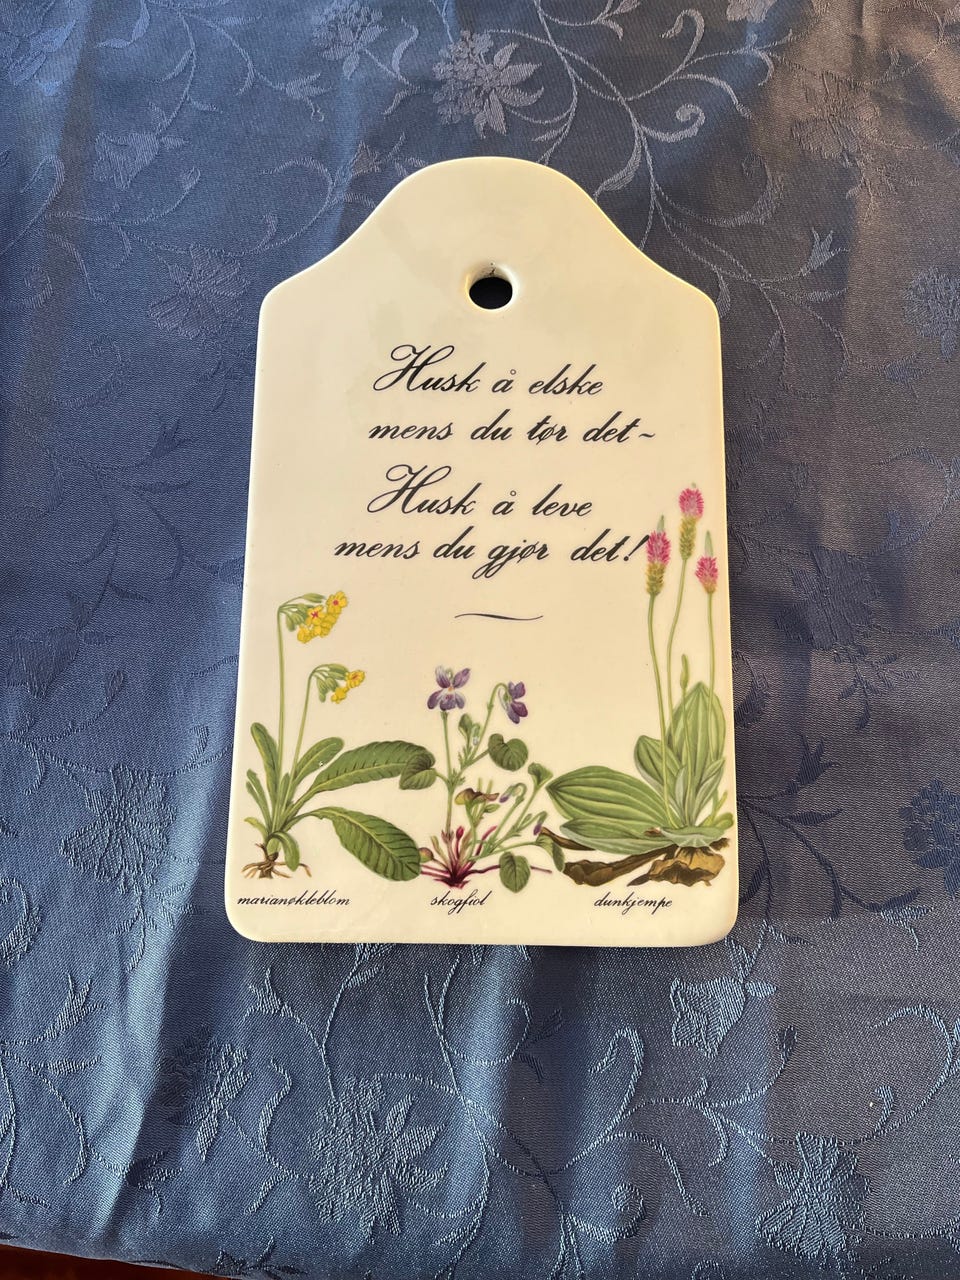 Husk å elske
mens du tør det~
Husk å leve
mens du gjør det!
marianøkleblom skogfiol dunkjempe